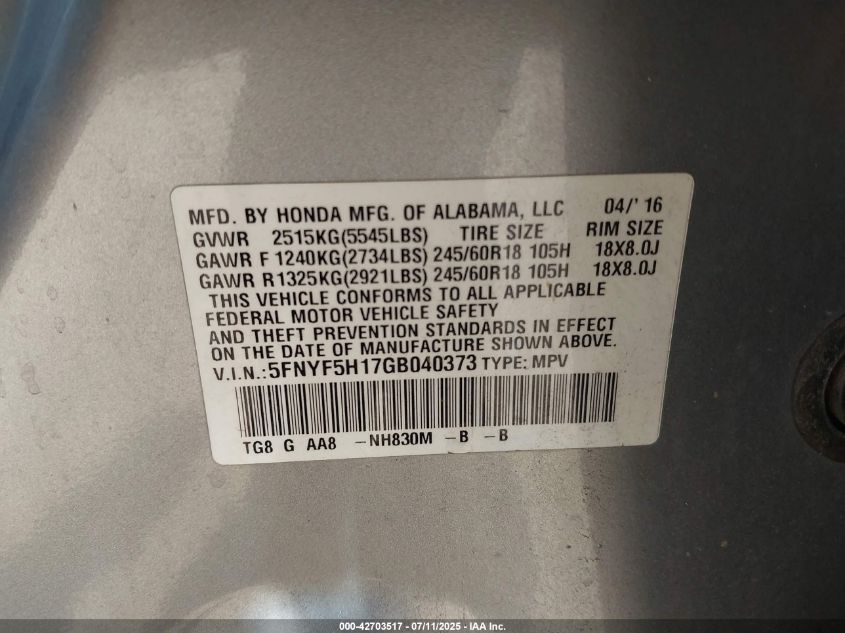 MFD. BY HONDA MFG. OF ALABAMA, LLC 04/' 16
GVWR 2515KG(5545LBS) TIRE SIZE RIM SIZE
GAWR F 1240KG(2734LBS) 245/60R18 105H 18X8.0J
GAWR R1325KG(2921LBS) 245/60R18 105H 18X8.0J
THIS VEHICLE CONFORMS TO ALL APPLICABLE
FEDERAL MOTOR VEHICLE SAFETY
AND THEFT PREVENTION STANDARDS IN EFFECT
ON THE DATE OF MANUFACTURE SHOWN ABOVE.
V.I.N.:5FNYF5H17GB040373 TYPE: MPV
TG8 G AA8 -NH830M -B -B
000-42703517 - 07/11/2025 - IAA Inc.